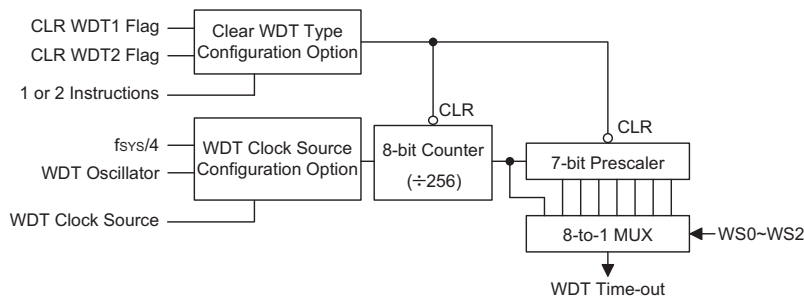 CLR WDT1 Flag
CLR WDT2 Flag
1 or 2 Instructions
Clear WDT Type
Configuration Option
CLR
CLR
fSYS/4
WDT Oscillator
WDT Clock Source
WDT Clock Source
Configuration Option
8-bit Counter
(÷256)
7-bit Prescaler
8-to-1 MUX
WS0~WS2
WDT Time-out